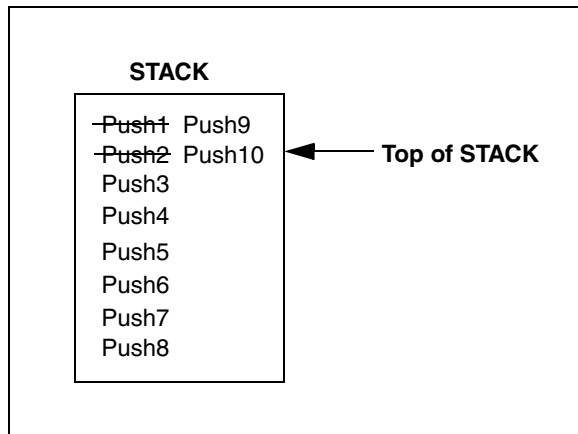 STACK
Push1 Push9
Push2 Push10
Top of STACK
Push3
Push4
Push5
Push6
Push7
Push8